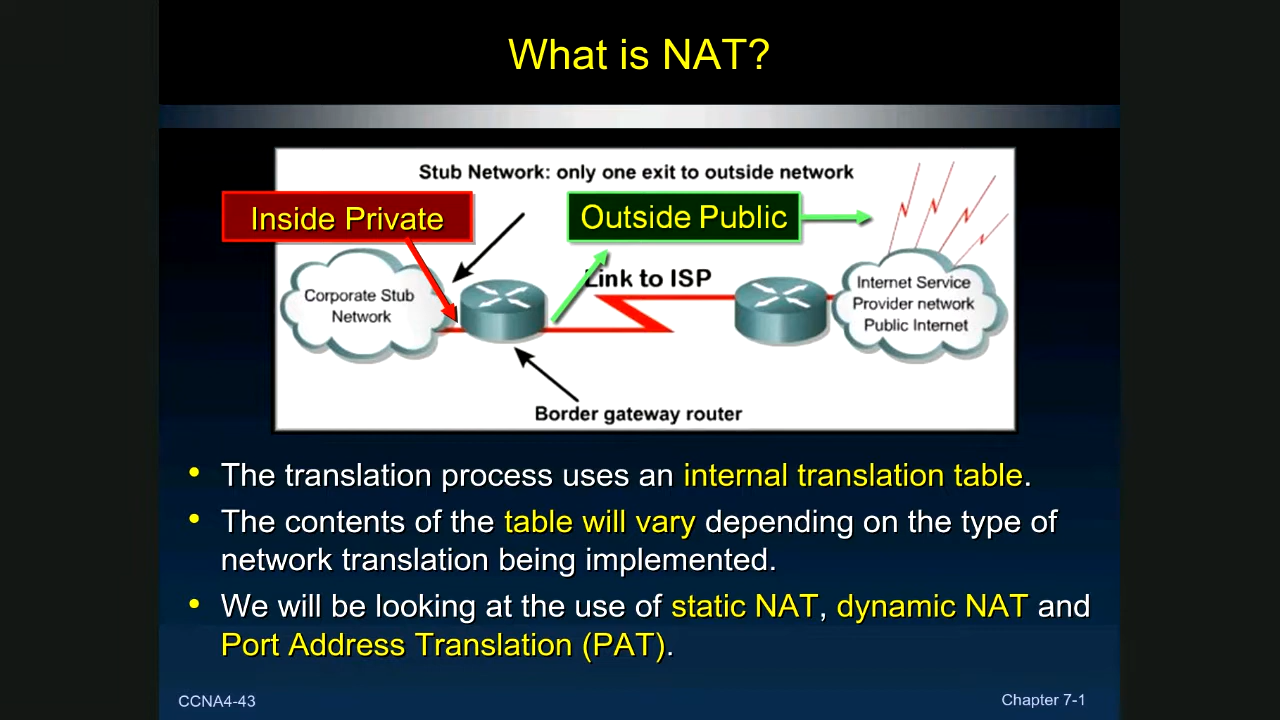 What is NAT?
Stub Network: only one exit to outside network
Inside Private
Outside Public
Link to ISP
Corporate Stub
Network
Internet Service
Provider network
Public Internet
Border gateway router
• The translation process uses an internal translation table.
• The contents of the table will vary depending on the type of
network translation being implemented.
• We will be looking at the use of static NAT, dynamic NAT and
Port Address Translation (PAT).
CCNA4-43
Chapter 7-1